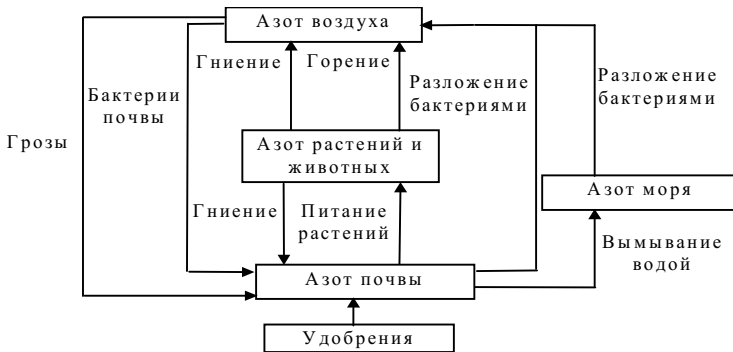 Азот воздуха
Гниение
Горение
Бактерии
почвы
Разложение
бактериями
Разложение
бактериями
Грозы
Азот растений и
животных
Азот моря
Гниение
Питание
растений
Вымывание
водой
Азот почвы
Удобрения